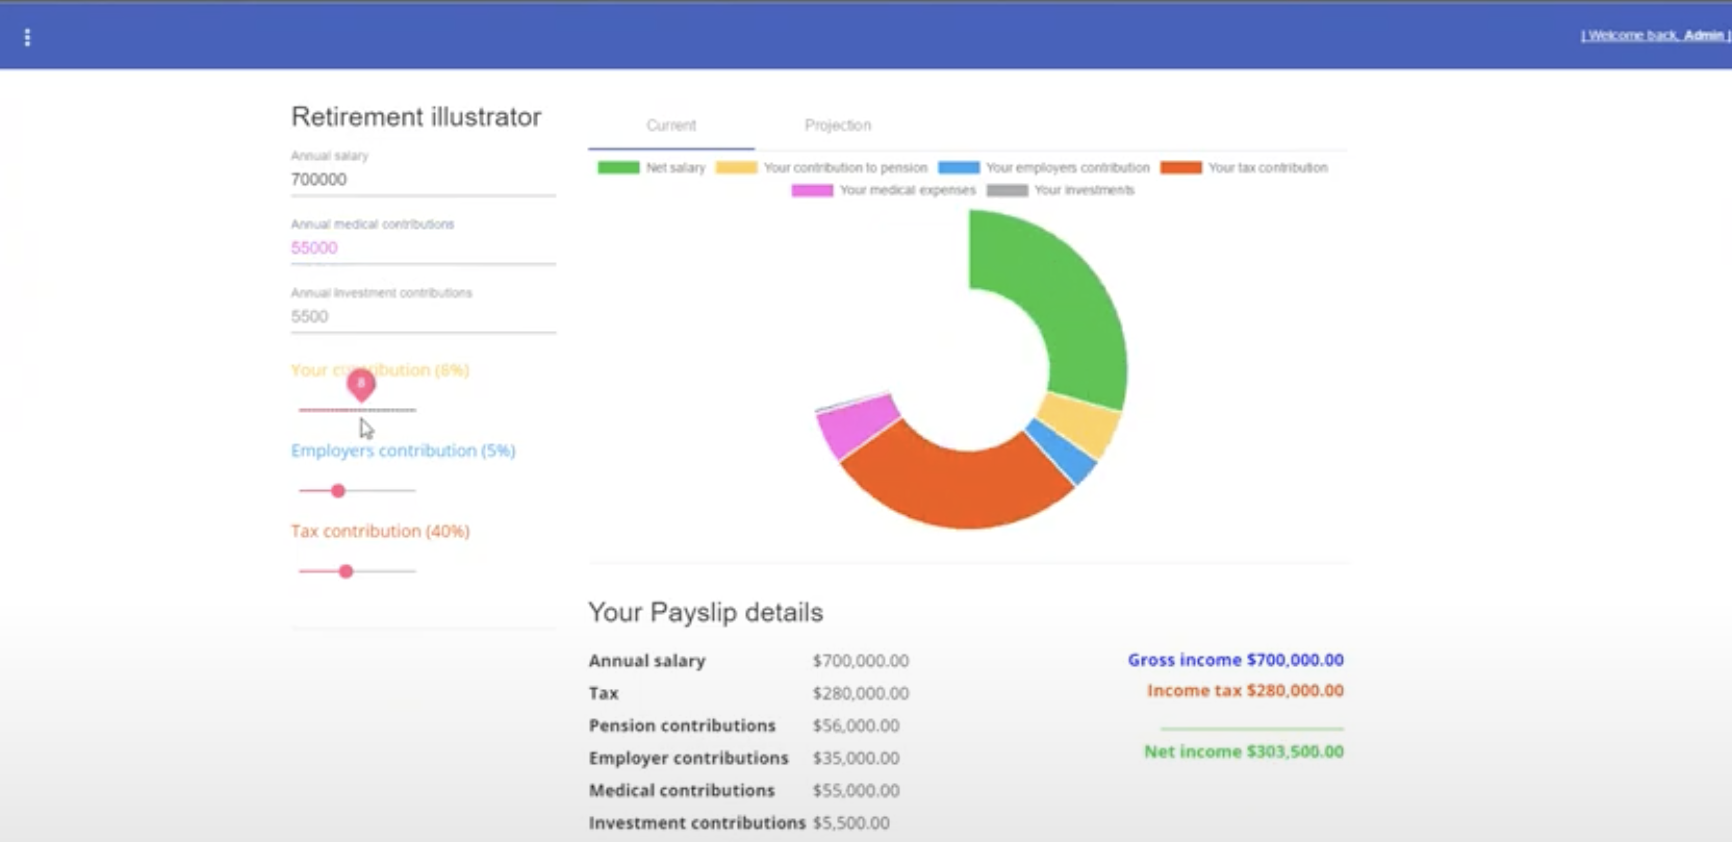 | Welcome back, Admin |
Retirement illustrator
Annual salary
700000
Annual medical contributions
55000
Annual Investment contributions
5500
Your contribution (8%)
8
Employers contribution (5%)
Tax contribution (40%)
Current Projection
Net salary Your contribution to pension Your employers contribution Your tax contribution
Your medical expenses Your investments
Your Payslip details
Annual salary $700,000.00
Tax $280,000.00
Pension contributions $56,000.00
Employer contributions $35,000.00
Medical contributions $55,000.00
Investment contributions $5,500.00
Gross income $700,000.00
Income tax $280,000.00
Net income $303,500.00